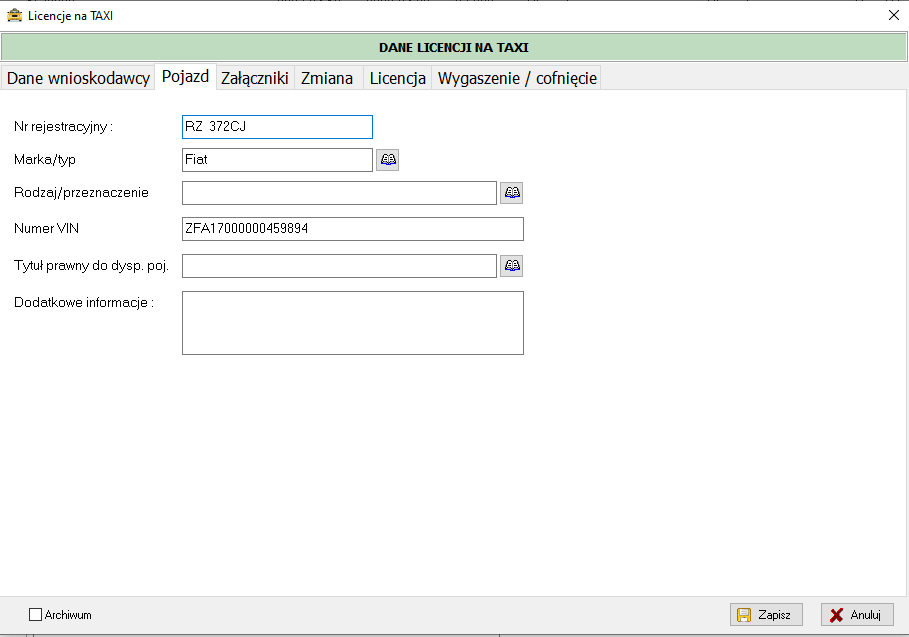 Licencje na TAXI
DANE LICENCJI NA TAXI
Dane wnioskodawcy Pojazd Załączniki Zmiana Licencja Wygaszenie / cofnięcie
Nr rejestracyjny : RZ 372CJ
Marka/typ Fiat
Rodzaj/przeznaczenie
Numer VIN ZFA17000000459894
Tytuł prawny do dysp. poj.
Dodatkowe informacje :
Archiwum Zapisz Anuluj